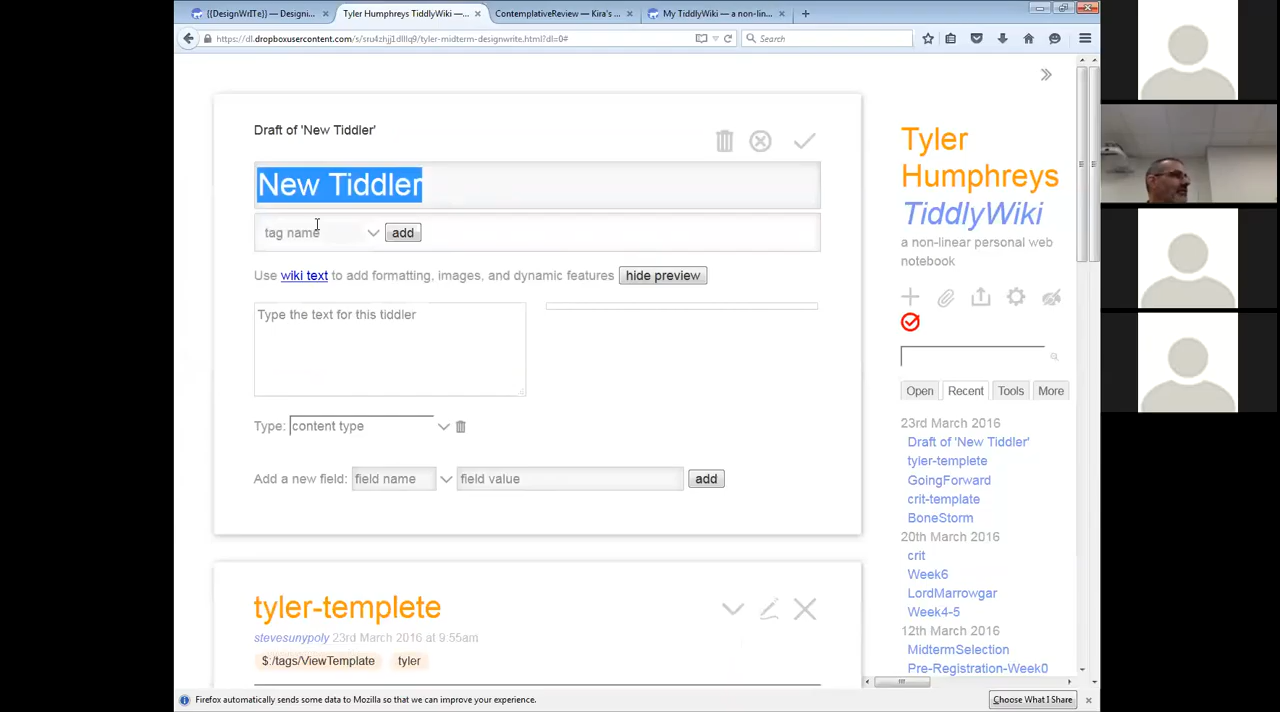 {{DesignWrITe}} — Designi...
Tyler Humphreys TiddlyWiki —...
ContemplativeReview — Kira's ...
My TiddlyWiki — a non-lin...
https://dl.dropboxusercontent.com/s/sru4zhjj1dlllq9/tyler-midterm-designwrite.html?dl=0#
Search
Draft of 'New Tiddler'
New Tiddler
tag name
add
Use wiki text to add formatting, images, and dynamic features
hide preview
Type the text for this tiddler
Type:
content type
Add a new field:
field name
field value
add
tyler-templete
stevesunypoly 23rd March 2016 at 9:55am
$:/tags/ViewTemplate
tyler
Tyler
Humphreys
TiddlyWiki
a non-linear personal web
notebook
Open
Recent
Tools
More
23rd March 2016
Draft of 'New Tiddler'
tyler-templete
GoingForward
crit-template
BoneStorm
20th March 2016
crit
Week6
LordMarrowgar
Week4-5
12th March 2016
MidtermSelection
Pre-Registration-Week0
Firefox automatically sends some data to Mozilla so that we can improve your experience.
Choose What I Share